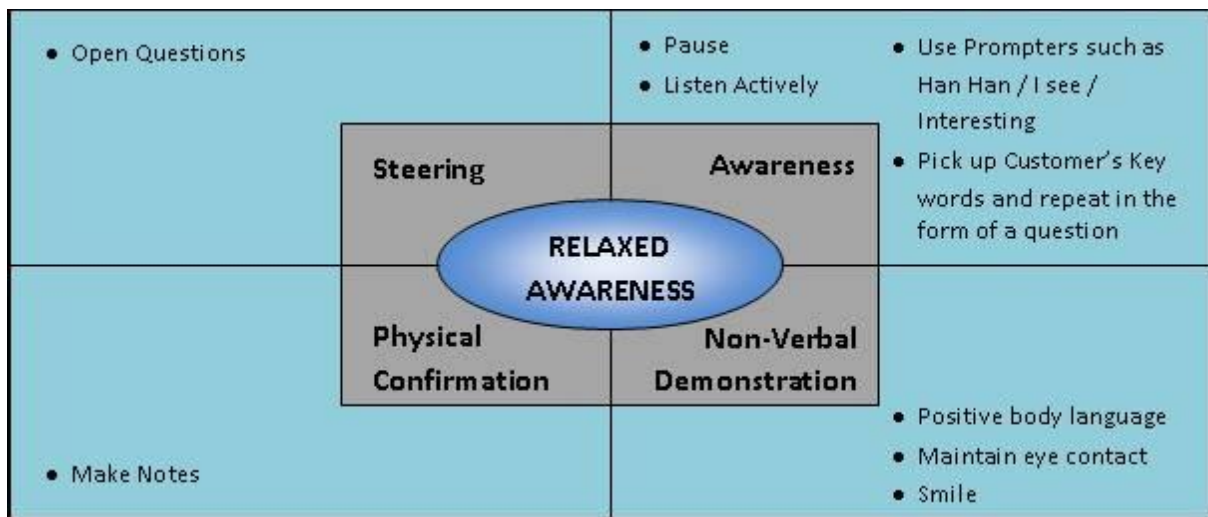 ● Open Questions
● Pause
● Listen Actively
● Use Prompters such as
Han Han / I see /
Interesting
● Pick up Customer's Key
words and repeat in the
form of a question
Steering
Awareness
RELAXED
AWARENESS
Physical
Confirmation
Non-Verbal
Demonstration
● Make Notes
● Positive body language
● Maintain eye contact
● Smile